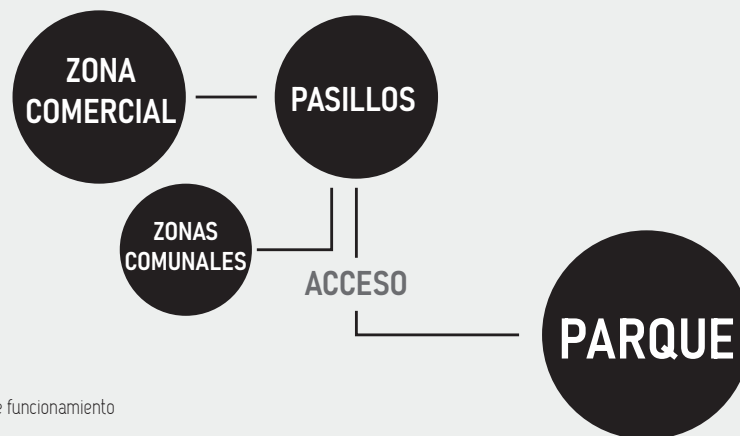 ZONA
COMERCIAL
PASILLOS
ZONAS
COMUNALES
ACCESO
PARQUE
funcionamiento